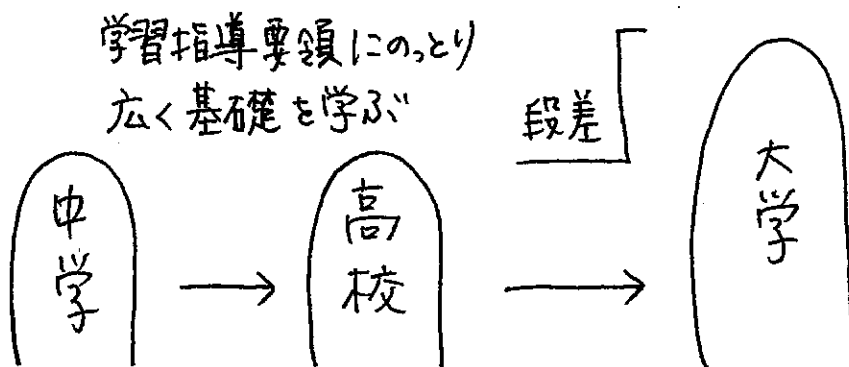 学習指導要領にのっとり
広く基礎を学ぶ
段差
中学
高校
大学